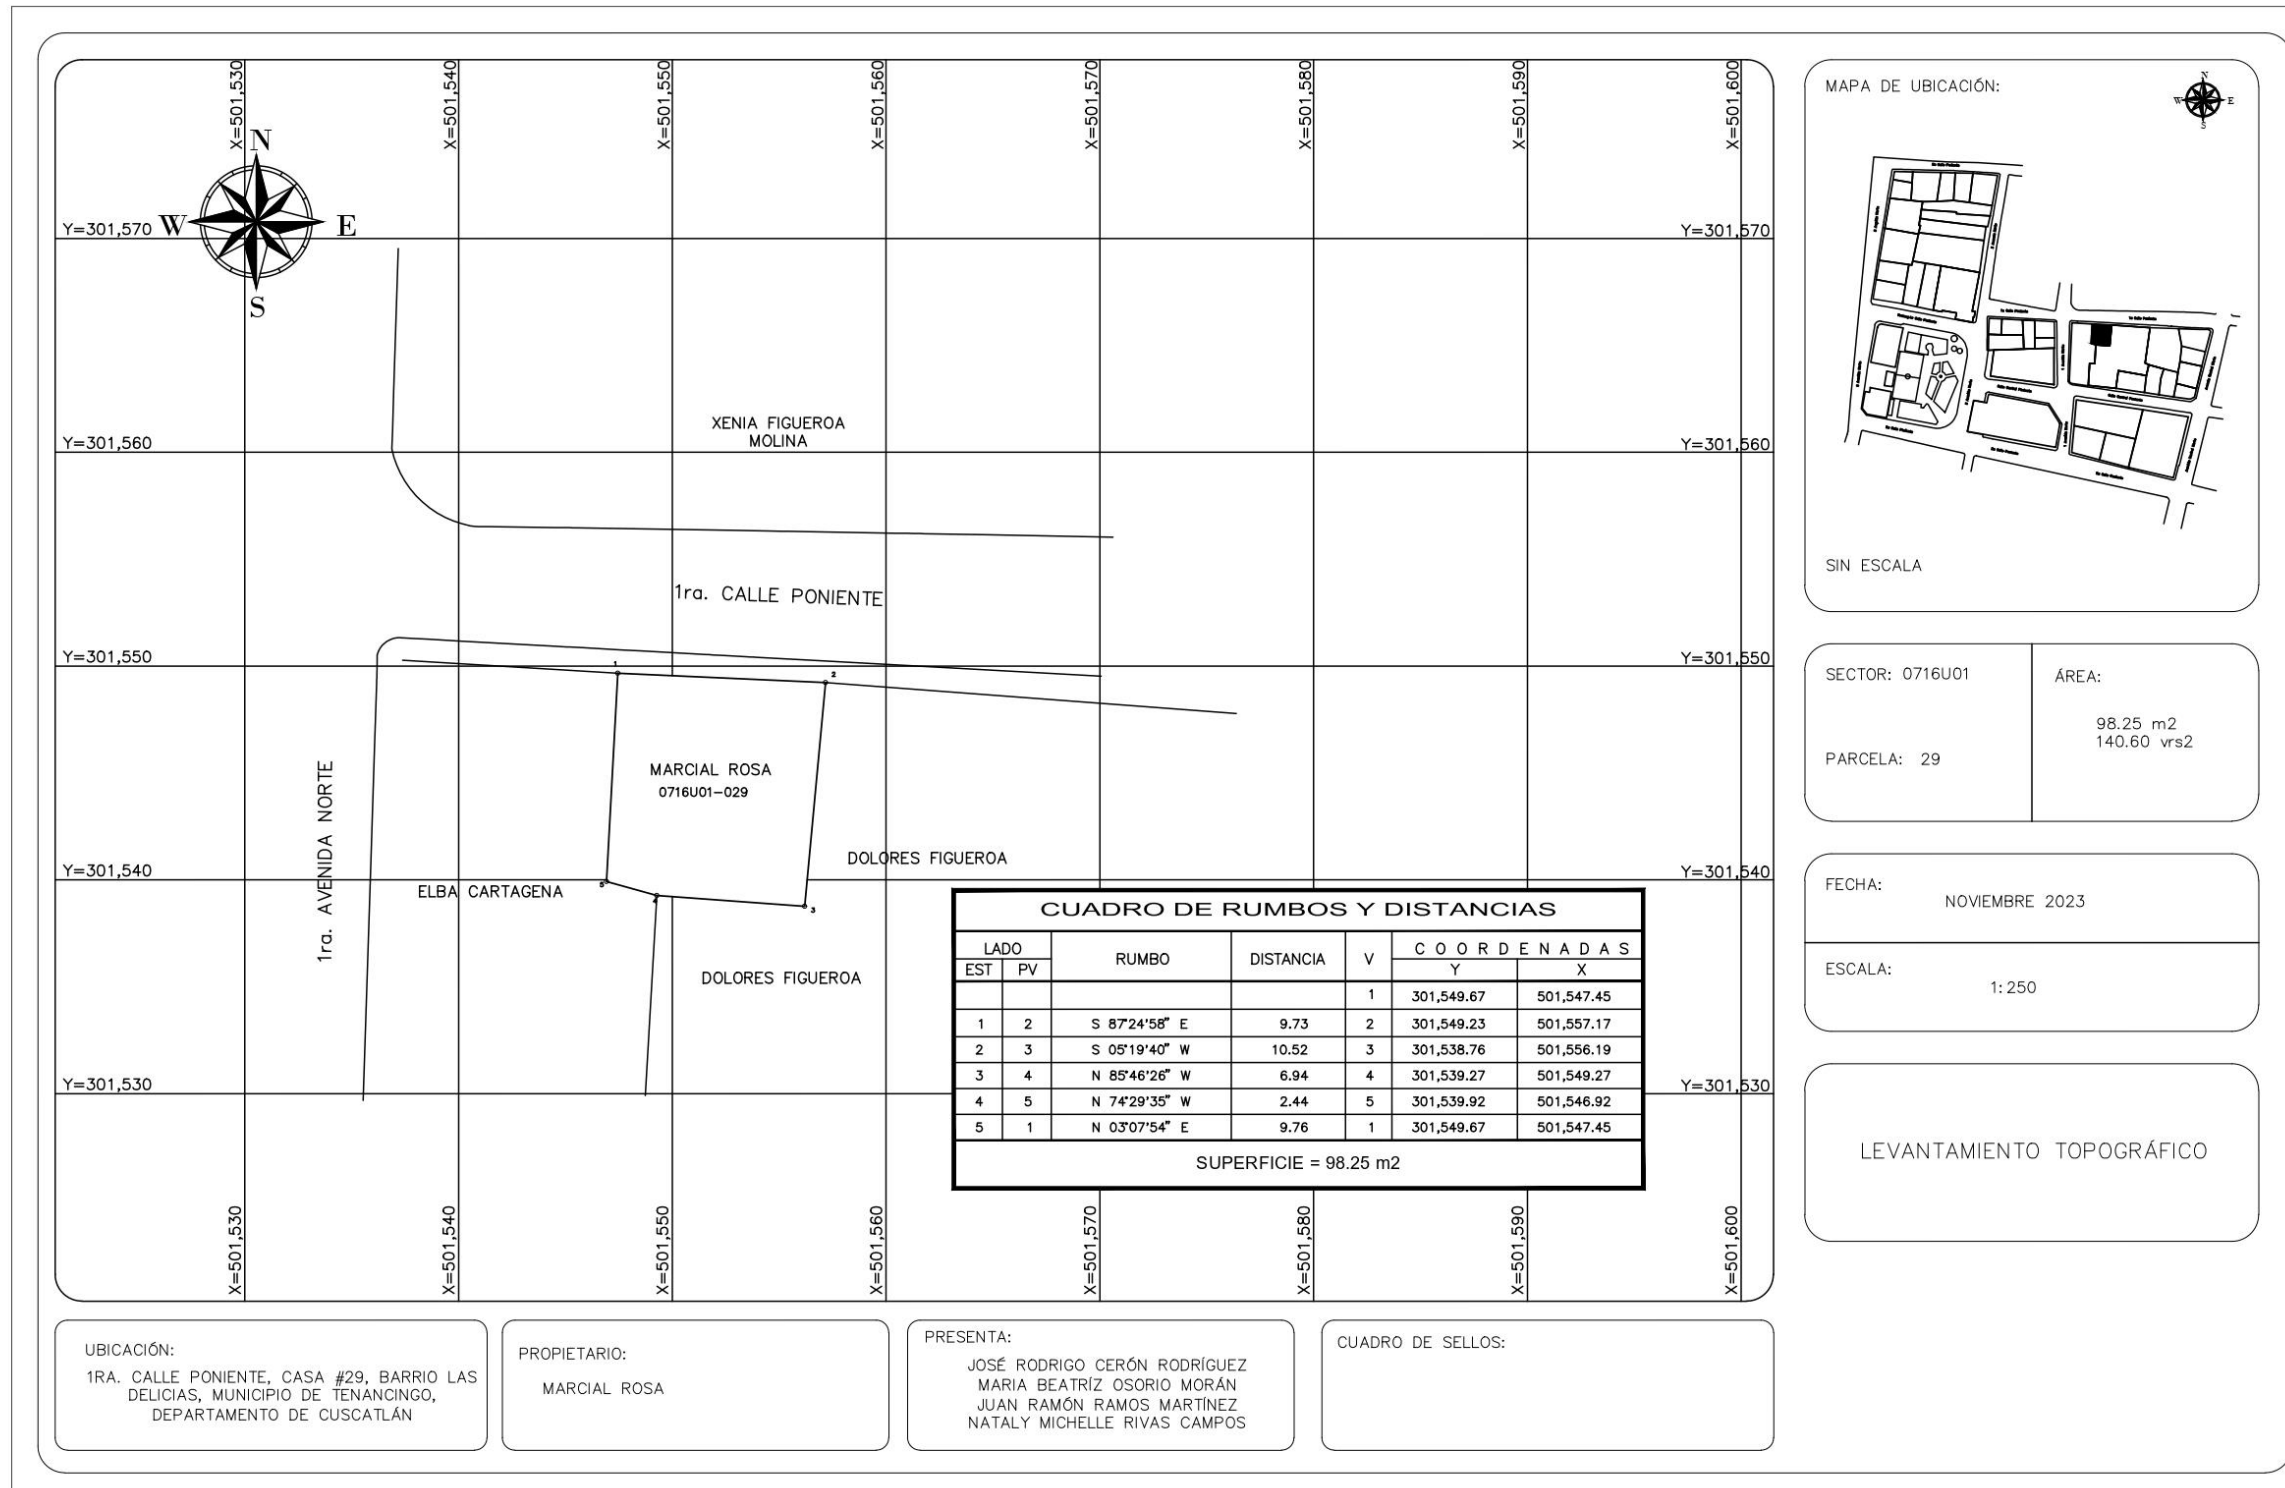 X=501,530
X=501,540
X=501,550
X=501,560
X=501,570
X=501,580
X=501,590
X=501,600
N
W
E
S
Y=301,570
Y=301,570
XENIA FIGUEROA
MOLINA
Y=301,560
Y=301,560
1ra. CALLE PONIENTE
Y=301,550
Y=301,550
1
2
MARCIAL ROSA
0716U01-029
1ra. AVENIDA NORTE
DOLORES FIGUEROA
Y=301,540
Y=301,540
5
ELBA CARTAGENA
4
3
DOLORES FIGUEROA
Y=301,530
Y=301,530
CUADRO DE RUMBOS Y DISTANCIAS
LADO RUMBO DISTANCIA V COORDENADAS
EST PV Y X
1 301,549.67 501,547.45
1 2 S 87°24'58" E 9.73 2 301,549.23 501,557.17
2 3 S 05°19'40" W 10.52 3 301,538.76 501,556.19
3 4 N 85°46'26" W 6.94 4 301,539.27 501,549.27
4 5 N 74°29'35" W 2.44 5 301,539.92 501,546.92
5 1 N 03°07'54" E 9.76 1 301,549.67 501,547.45
SUPERFICIE = 98.25 m2
X=501,530
X=501,540
X=501,550
X=501,560
X=501,570
X=501,580
X=501,590
X=501,600
MAPA DE UBICACIÓN:
N
W
E
S
SIN ESCALA
SECTOR: 0716U01
PARCELA: 29
ÁREA:
98.25 m2
140.60 vrs2
FECHA:
NOVIEMBRE 2023
ESCALA:
1:250
LEVANTAMIENTO TOPOGRÁFICO
UBICACIÓN:
1RA. CALLE PONIENTE, CASA #29, BARRIO LAS
DELICIAS, MUNICIPIO DE TENANCINGO,
DEPARTAMENTO DE CUSCATLÁN
PROPIETARIO:
MARCIAL ROSA
PRESENTA:
JOSÉ RODRIGO CERÓN RODRÍGUEZ
MARIA BEATRÍZ OSORIO MORÁN
JUAN RAMÓN RAMOS MARTÍNEZ
NATALY MICHELLE RIVAS CAMPOS
CUADRO DE SELLOS: